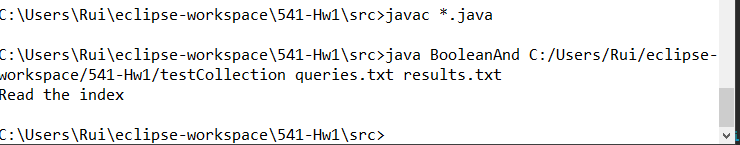 C:\Users\Rui\eclipse-workspace\541-Hw1\src>javac *.java
C:\Users\Rui\eclipse-workspace\541-Hw1\src>java BooleanAnd C:/Users/Rui/eclipse-
workspace/541-Hw1/testCollection queries.txt results.txt
Read the index
C:\Users\Rui\eclipse-workspace\541-Hw1\src>